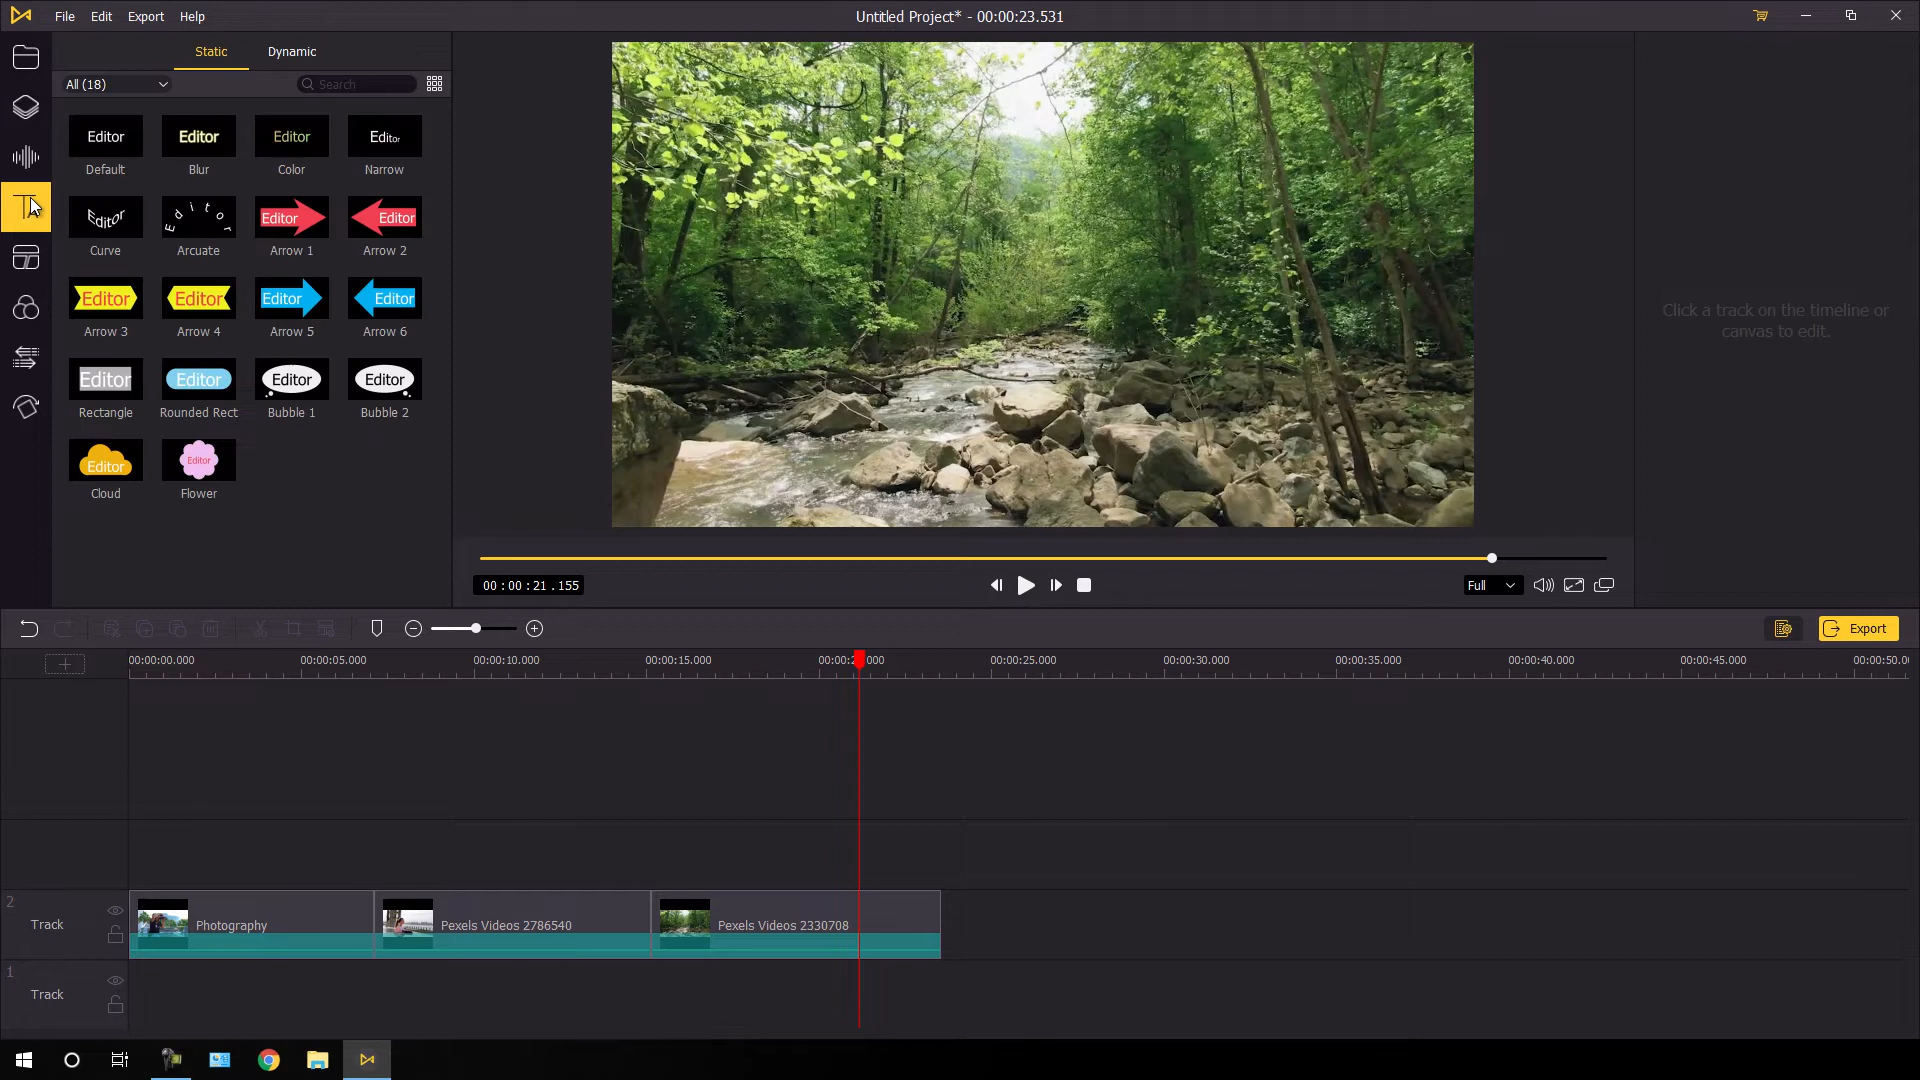 File Edit Export Help
Untitled Project* - 00:00:23.531
Static Dynamic
All (18)
Search
Editor Editor Editor Editor
Default Blur Color Narrow
Editor Editor Editor Editor
Curve Arcuate Arrow 1 Arrow 2
Editor Editor Editor Editor
Arrow 3 Arrow 4 Arrow 5 Arrow 6
Editor Editor Editor Editor
Rectangle Rounded Rect Bubble 1 Bubble 2
Editor Editor
Cloud Flower
Click a track on the timeline or
canvas to edit.
00:00:21.155
Full
Export
00:00:00.000 00:00:05.000 00:00:10.000 00:00:15.000 00:00:2 .000 00:00:25.000 00:00:30.000 00:00:35.000 00:00:40.000 00:00:45.000 00:00:50.0
2
Track
Photography
Pexels Videos 2786540
Pexels Videos 2330708
1
Track